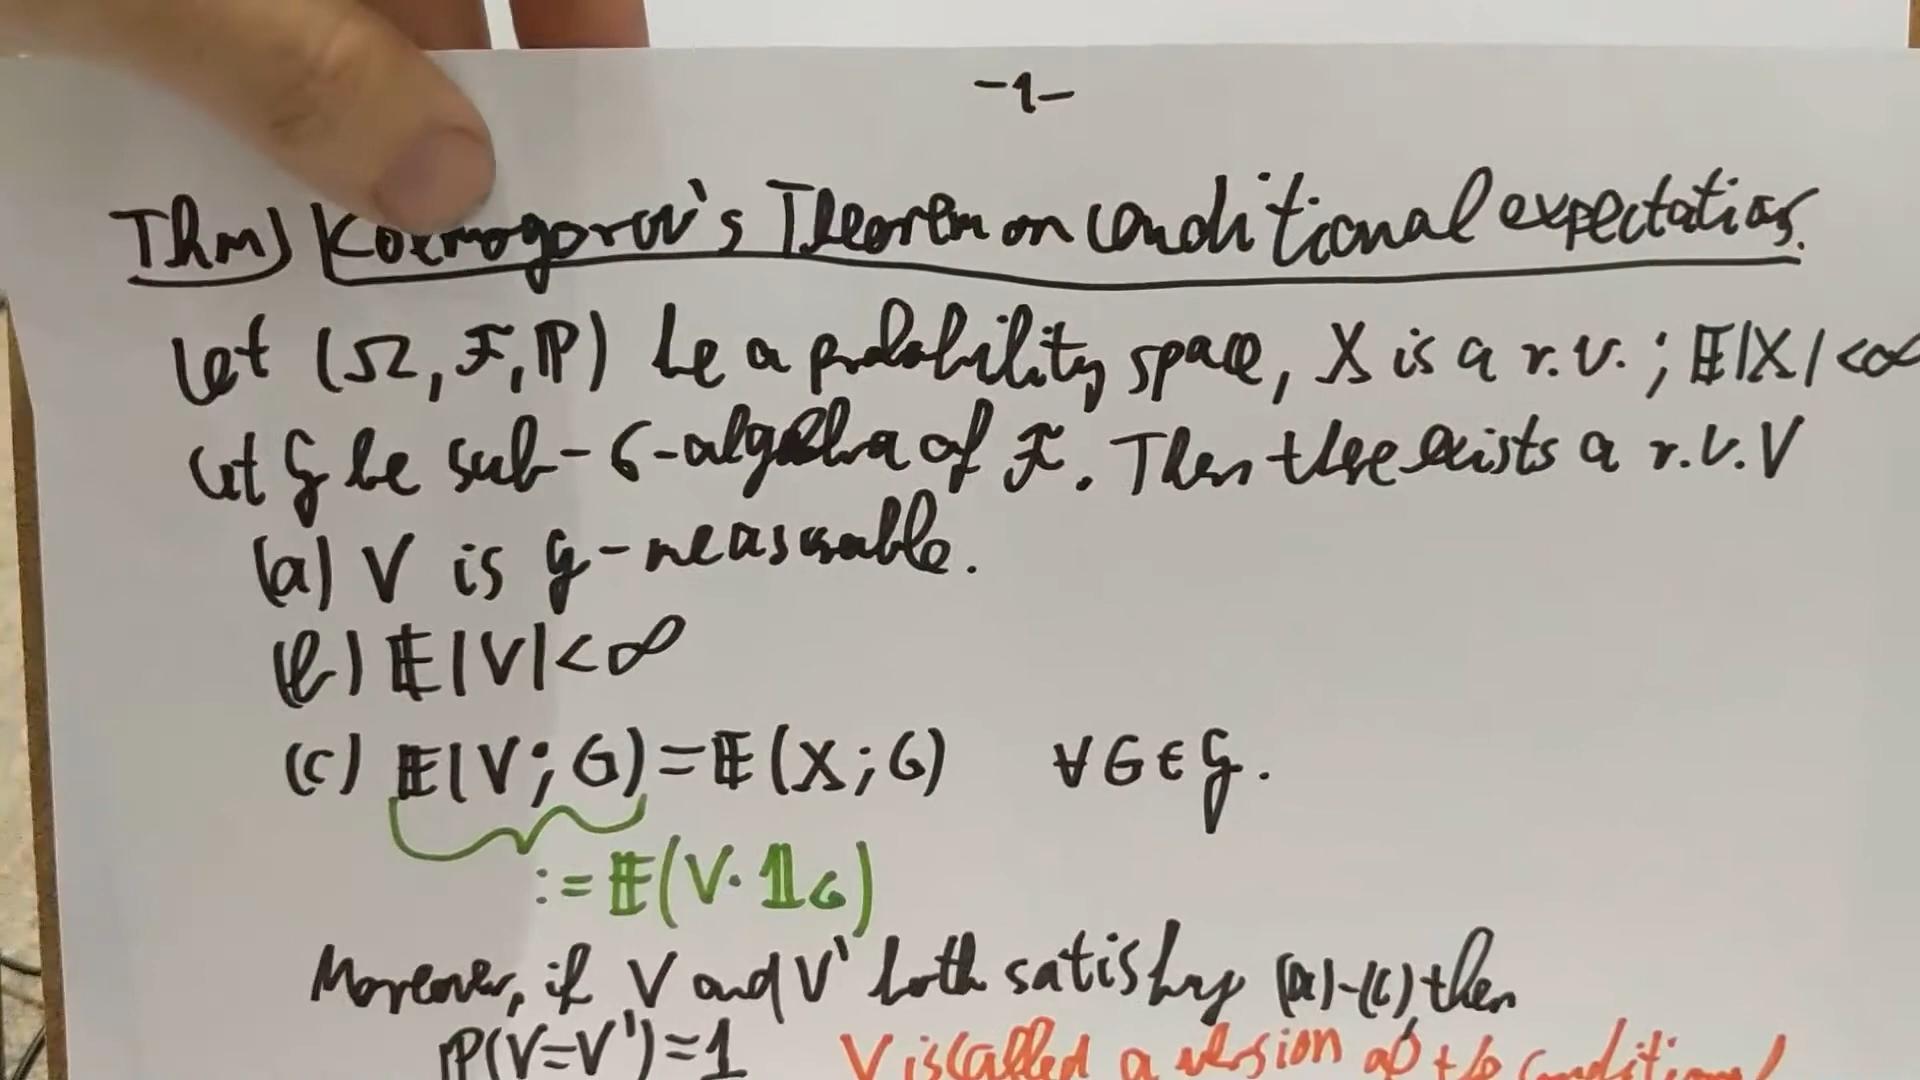 -1-
Thm) Kolmogorov's Theorem on conditional expectations.
Let (Ω, F, ℙ) be a probability space, X is a r.v.; 𝔼|X|<∞
Let G be sub-σ-algebra of F. Then there exists a r.v. V
(a) V is G-measurable.
(b) 𝔼|V|<∞
(c) 𝔼(V; G) = 𝔼(X; G) ∀ G ∈ G.
:= 𝔼(V·𝟙_G)
Moreover, if V and V' both satisfy (a)-(c), then
ℙ(V=V')=1 V is called a version of the conditional